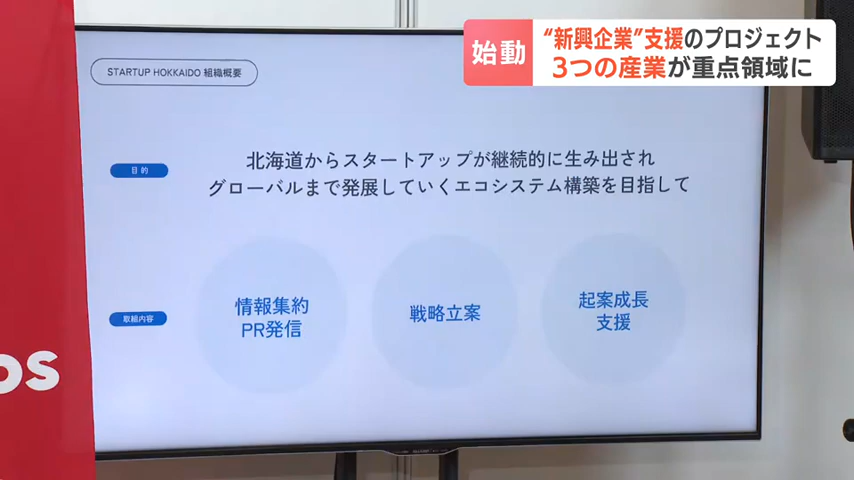 始動
“新興企業”支援のプロジェクト
3つの産業が重点領域に
STARTUP HOKKAIDO 組織概要
目的
北海道からスタートアップが継続的に生み出され
グローバルまで発展していくエコシステム構築を目指して
取組内容
情報集約
PR発信
戦略立案
起案成長
支援
os